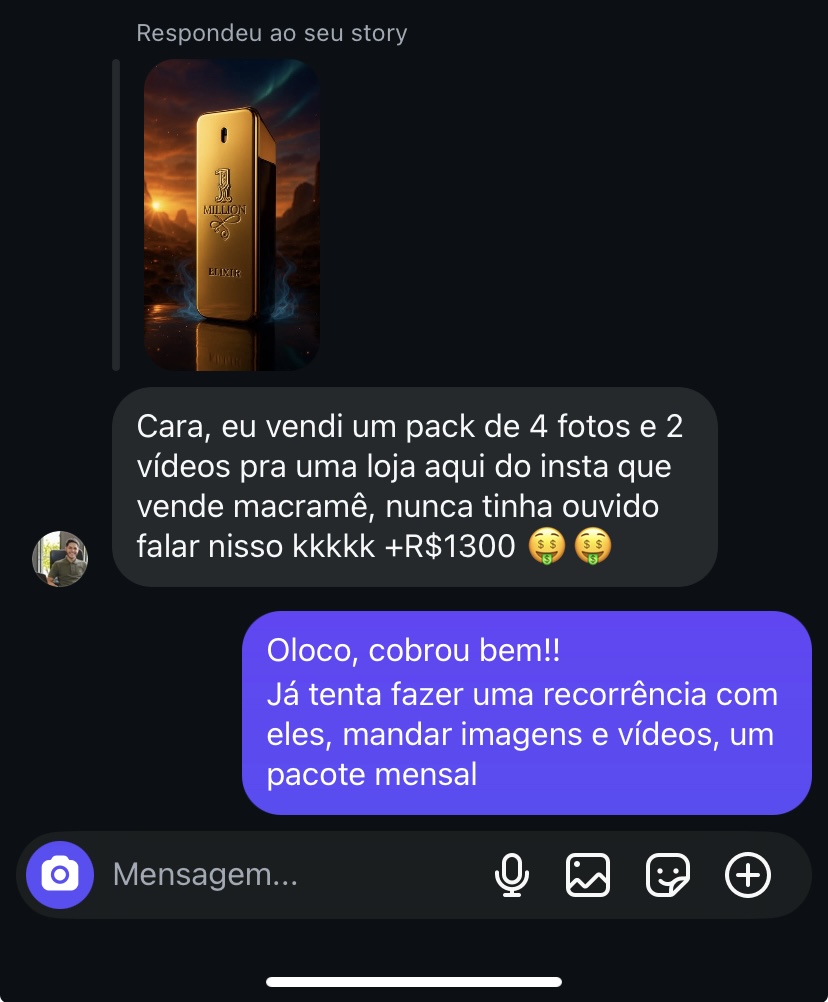 Respondeu ao seu story
1
MILLION
ELIXIR
Cara, eu vendi um pack de 4 fotos e 2
vídeos pra uma loja aqui do insta que
vende macramê, nunca tinha ouvido
falar nisso kkkkk +R$1300 🤑🤑
Oloco, cobrou bem!!
Já tenta fazer uma recorrência com
eles, mandar imagens e vídeos, um
pacote mensal
Mensagem...